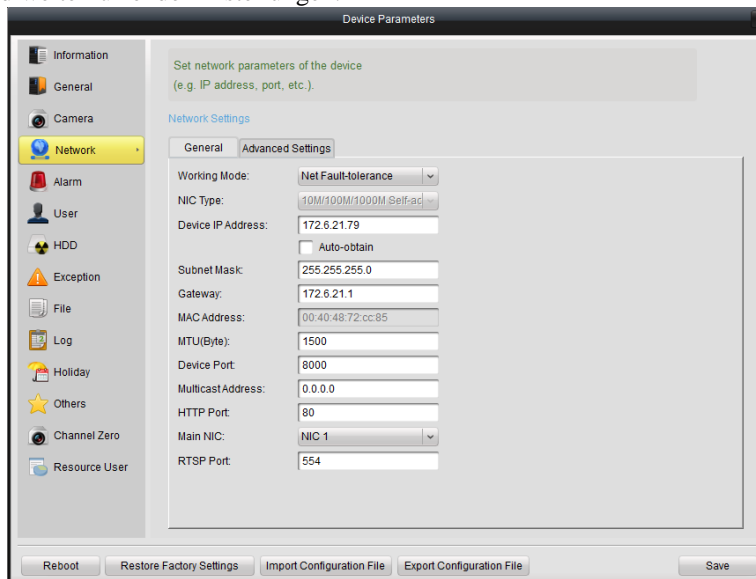 Device Parameters
Information
General
Camera
Network
Alarm
User
HDD
Exception
File
Log
Holiday
Others
Channel Zero
Resource User
Set network parameters of the device
(e.g. IP address, port, etc.).
Network Settings
General Advanced Settings
Working Mode: Net Fault-tolerance
NIC Type: 10M/100M/1000M Self-ac
Device IP Address: 172.6.21.79
Auto-obtain
Subnet Mask: 255.255.255.0
Gateway: 172.6.21.1
MAC Address: 00:40:48:72:cc:85
MTU(Byte): 1500
Device Port: 8000
Multicast Address: 0.0.0.0
HTTP Port: 80
Main NIC: NIC 1
RTSP Port: 554
Reboot Restore Factory Settings Import Configuration File Export Configuration File Save